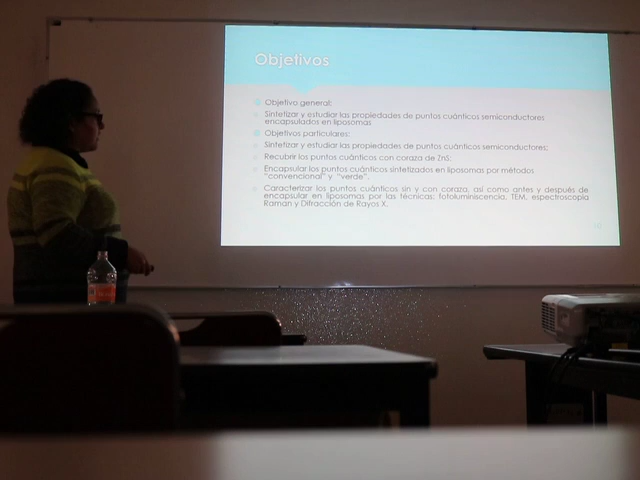 Objetivos
Objetivo general:
Sintetizar y estudiar las propiedades de puntos cuánticos semiconductores
encapsulados en liposomas
Objetivos particulares:
Sintetizar y estudiar las propiedades de puntos cuánticos semiconductores;
Recubrir los puntos cuánticos con coraza de ZnS;
Encapsular los puntos cuánticos sintetizados en liposomas por métodos
"convencional" y "verde".
Caracterizar los puntos cuánticos sin y con coraza, así como antes y después de
encapsular en liposomas por las técnicas: fotoluminiscencia, TEM, espectroscopia
Raman y Difracción de Rayos X.